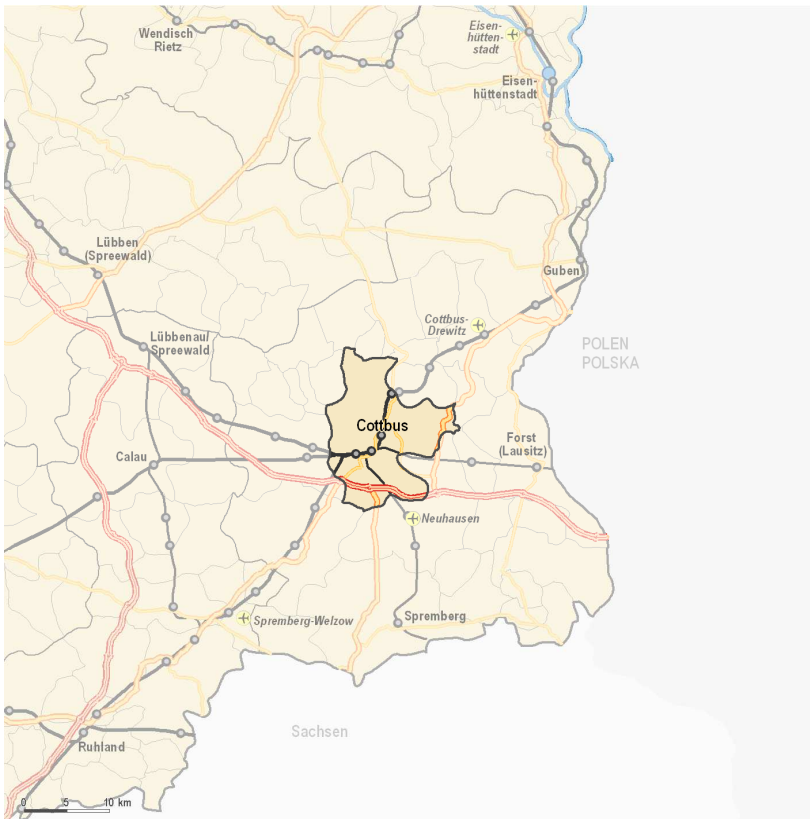 Wendisch
Rietz
Eisen-
hütten-
stadt
Eisen-
hüttenstadt
Lübben
(Spreewald)
Guben
Cottbus-
Drewitz
Lübbenau/
Spreewald
POLEN
POLSKA
Cottbus
Forst
(Lausitz)
Calau
Neuhausen
Spremberg-Welzow
Spremberg
Sachsen
Ruhland
0 5 10 km